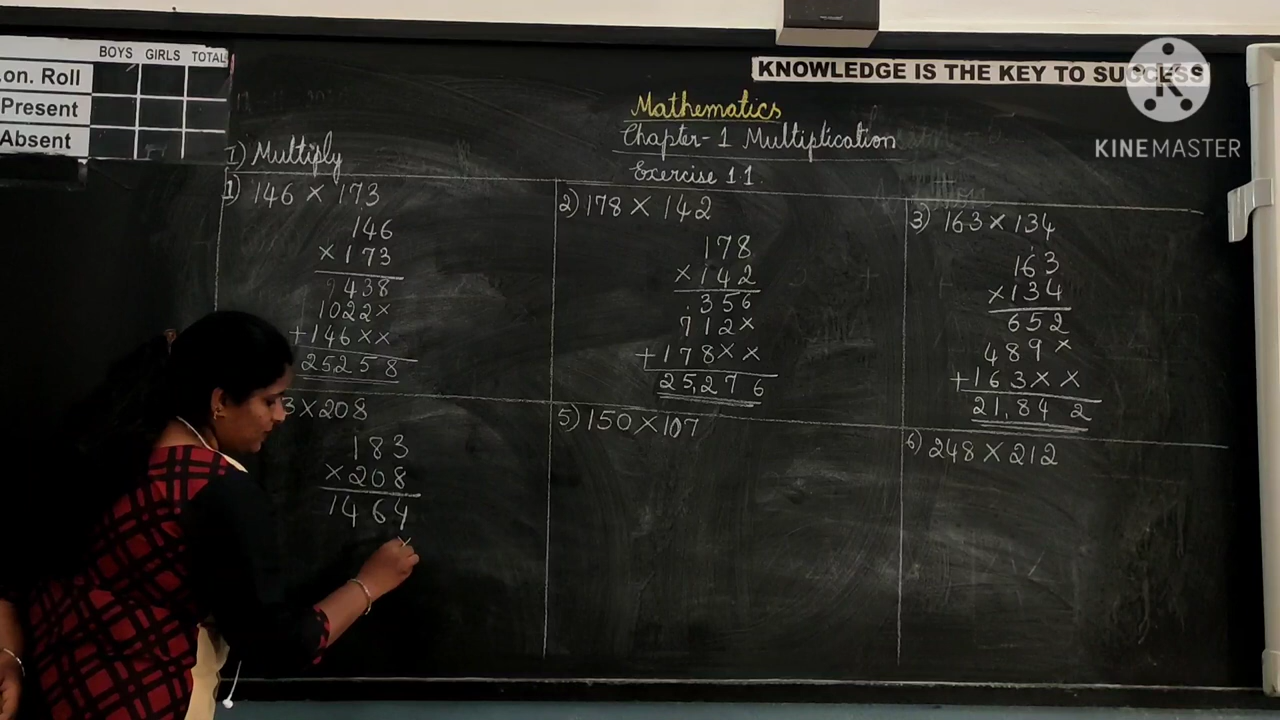 BOYS GIRLS TOTAL
.on. Roll
Present
Absent
KNOWLEDGE IS THE KEY TO SUCCESS
KINEMASTER
Mathematics
Chapter-1 Multiplication
Exercise 1 1.
I) Multiply
1) 146 × 173
146
×173
438
1022×
+146××
25258
2) 178 × 142
178
×142
356
712×
+178××
25,276
3) 163×134
163
×134
652
489×
+163××
21,842
3×208
183
×208
1464
5) 150×107
6) 248×212